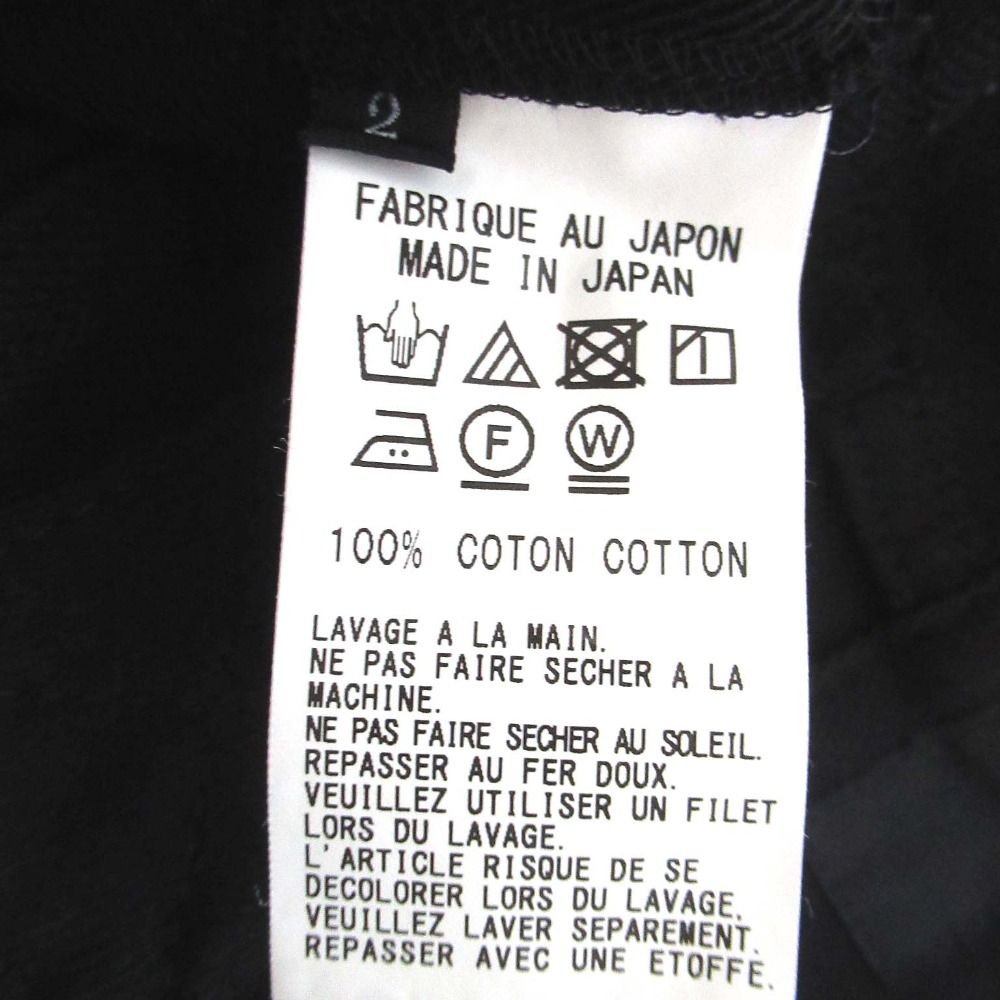 2
FABRIQUE AU JAPON
MADE IN JAPAN
F W
100% COTON COTTON
LAVAGE A LA MAIN.
NE PAS FAIRE SECHER A LA
MACHINE.
NE PAS FAIRE SECHER AU SOLEIL.
REPASSER AU FER DOUX.
VEUILLEZ UTILISER UN FILET
LORS DU LAVAGE.
L'ARTICLE RISQUE DE SE
DECOLORER LORS DU LAVAGE.
VEUILLEZ LAVER SEPAREMENT.
REPASSER AVEC UNE ETOFFE.